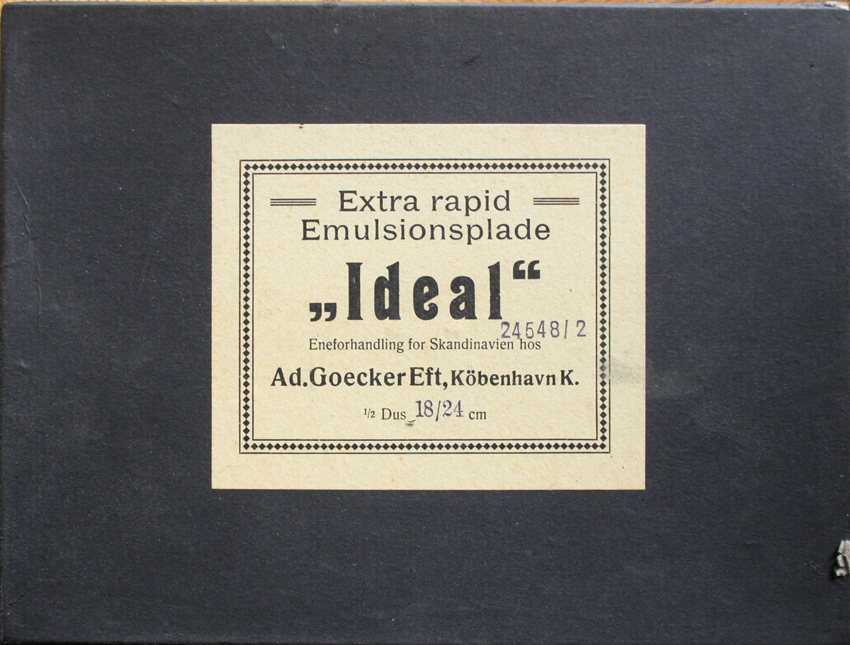 Extra rapid
Emulsionsplade
„Ideal“
24548/2
Eneforhandling for Skandinavien hos
Ad. Goecker Eft, Köbenhavn K.
1/2 Dus 18/24 cm